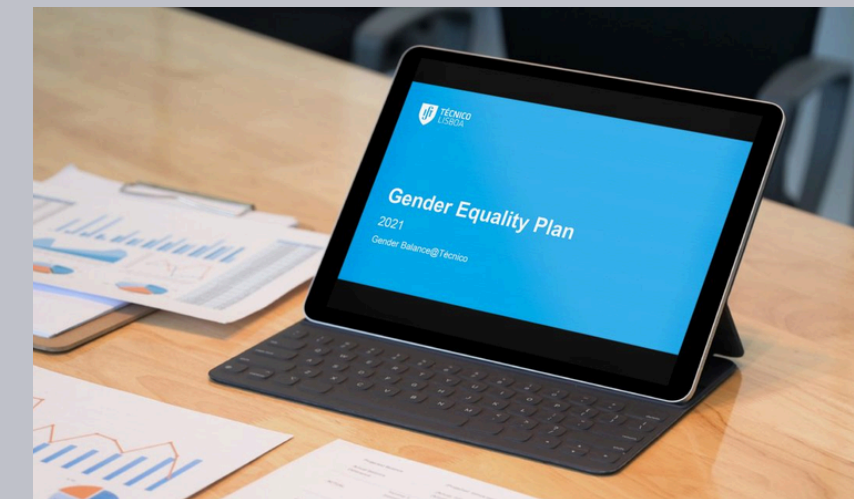 TÉCNICO
LISBOA
Gender Equality Plan
2021
Gender Balance@Técnico